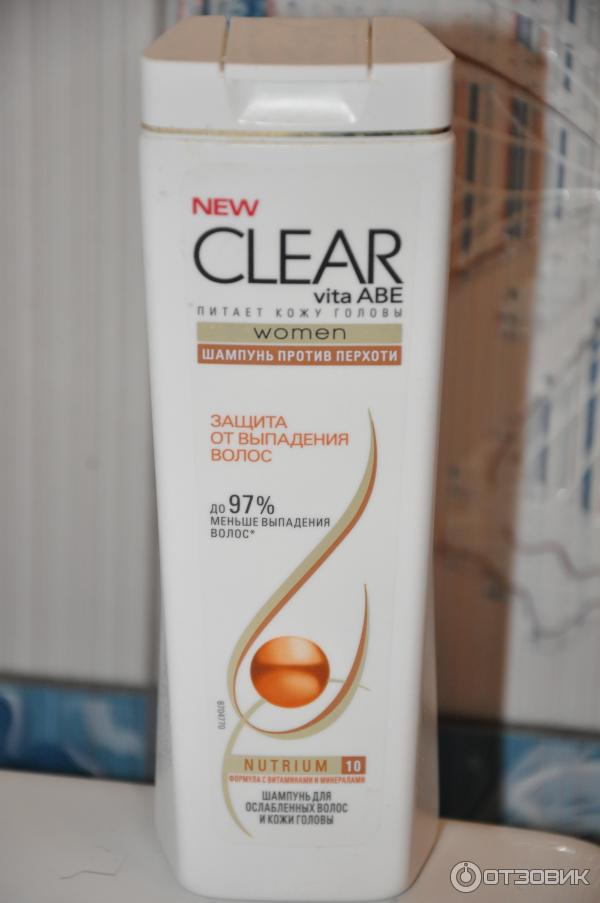 NEW
CLEAR
vita ABE
ПИТАЕТ КОЖУ ГОЛОВЫ
women
ШАМПУНЬ ПРОТИВ ПЕРХОТИ
ЗАЩИТА
ОТ ВЫПАДЕНИЯ
ВОЛОС
ДО 97%
МЕНЬШЕ ВЫПАДЕНИЯ
ВОЛОС*
8704770
NUTRIUM 10
ФОРМУЛА С ВИТАМИНАМИ И МИНЕРАЛАМИ
ШАМПУНЬ ДЛЯ
ОСЛАБЛЕННЫХ ВОЛОС
И КОЖИ ГОЛОВЫ
ОТЗОВИК